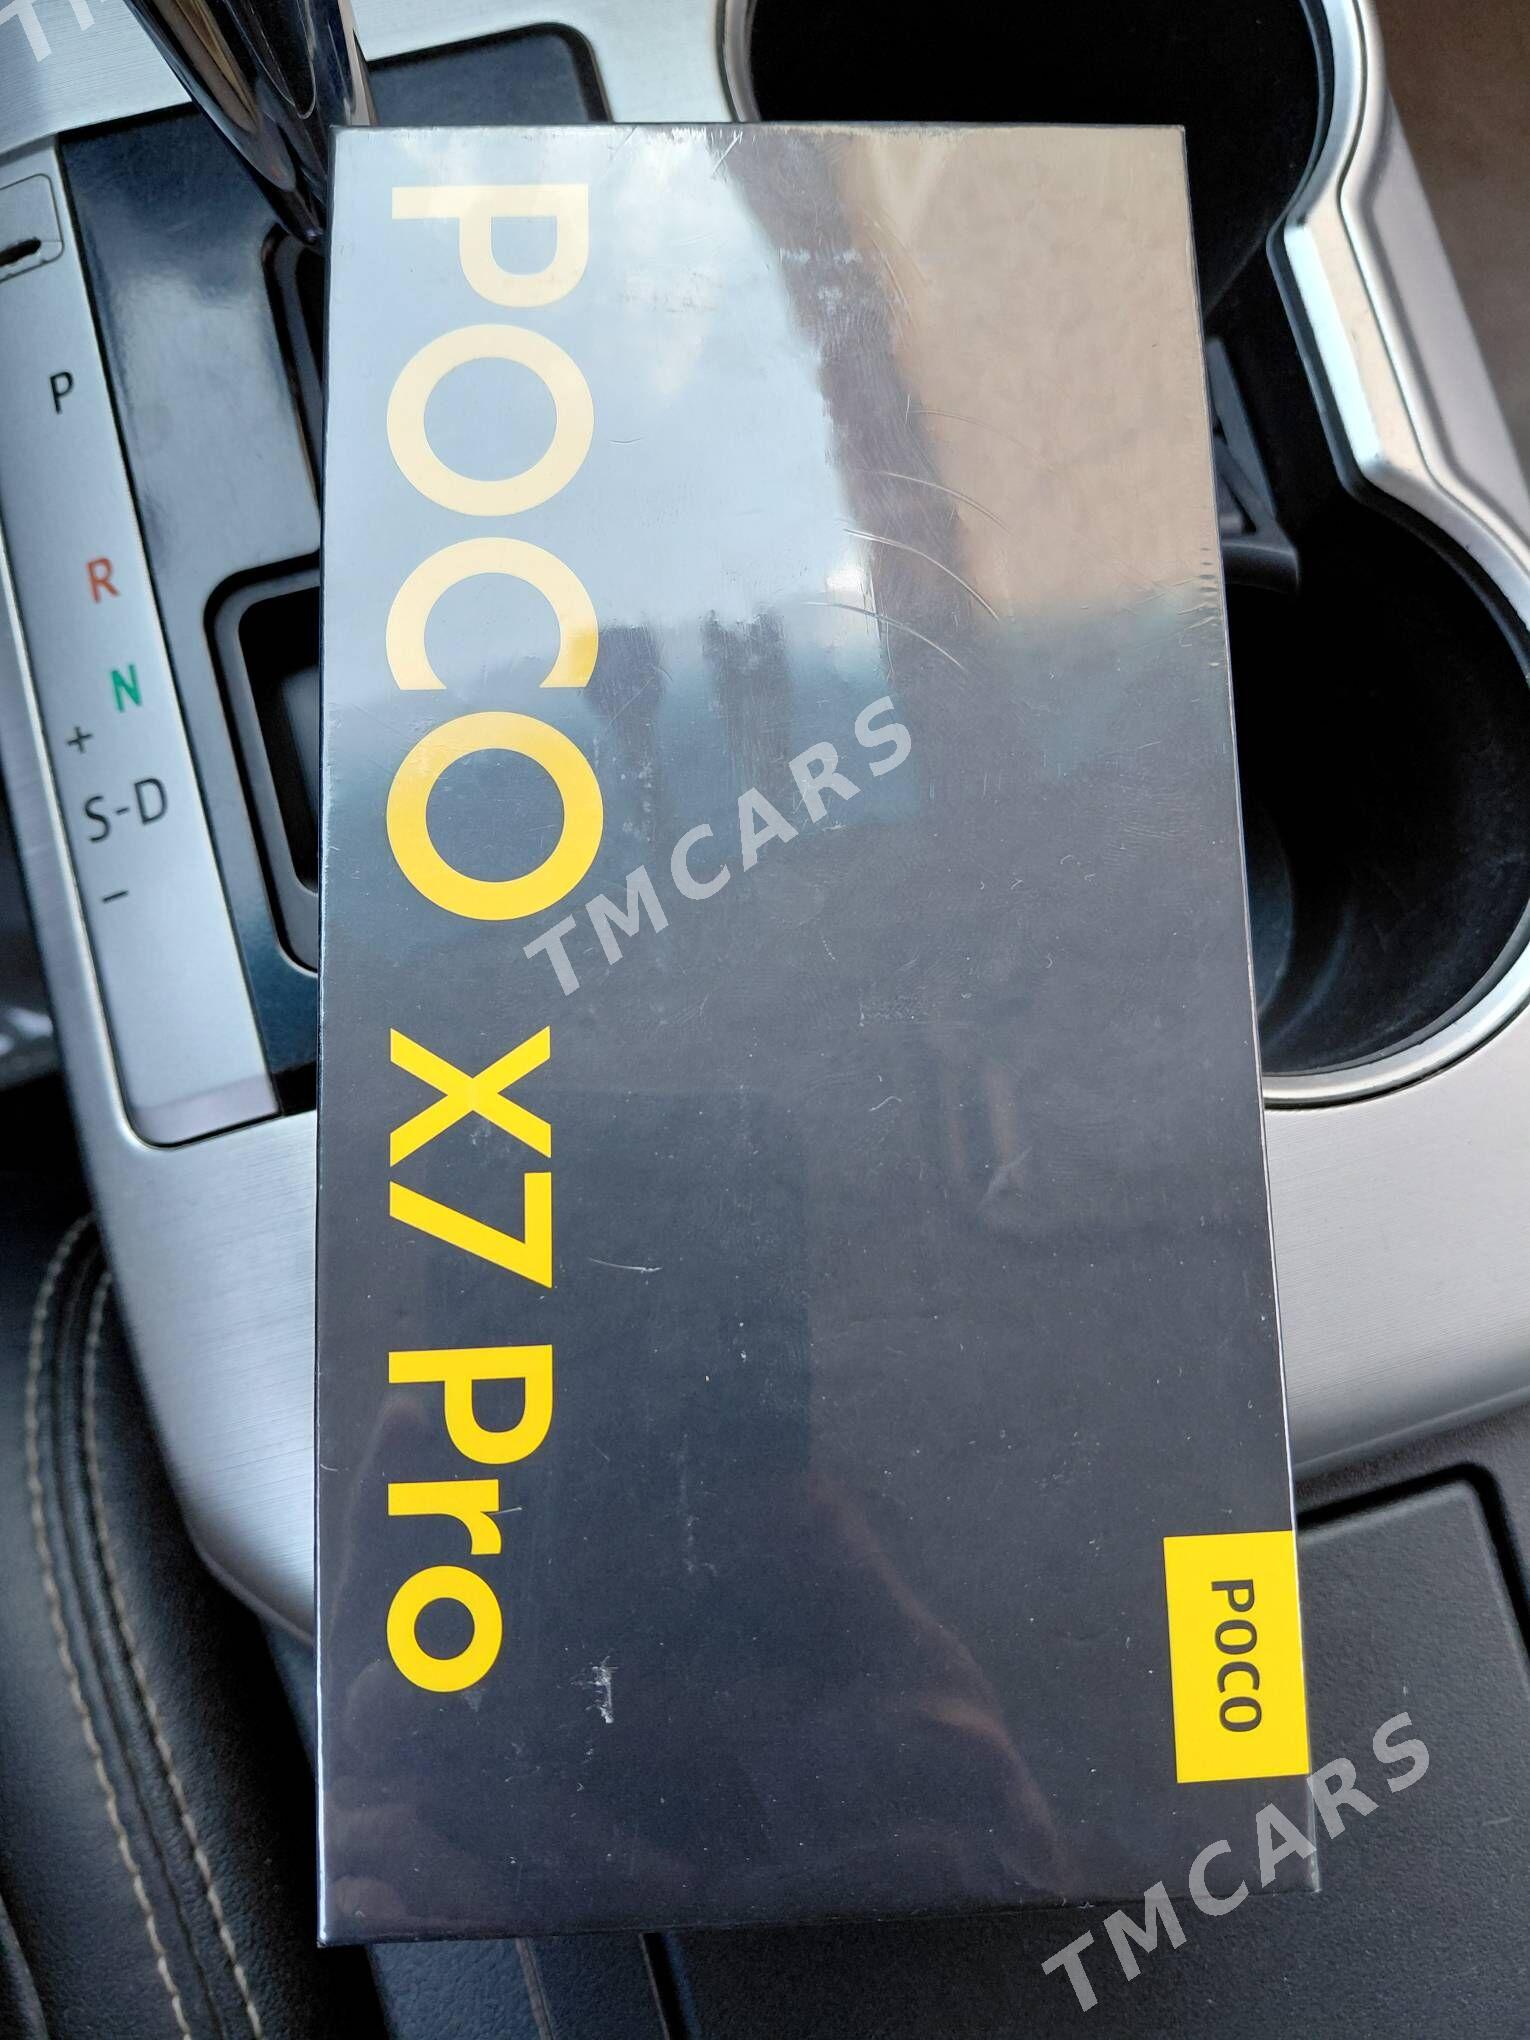 POCO X7 Pro
POCO
P
R
N
+
S-D
-
TMCARS
TMCARS